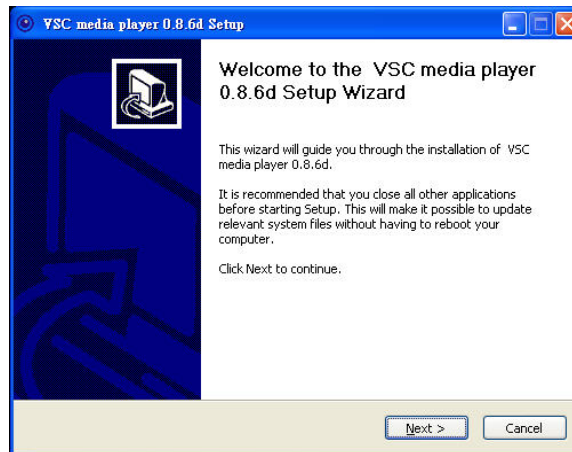 VSC media player 0.8.6d Setup
Welcome to the VSC media player
0.8.6d Setup Wizard
This wizard will guide you through the installation of VSC
media player 0.8.6d.
It is recommended that you close all other applications
before starting Setup. This will make it possible to update
relevant system files without having to reboot your
computer.
Click Next to continue.
Next >
Cancel